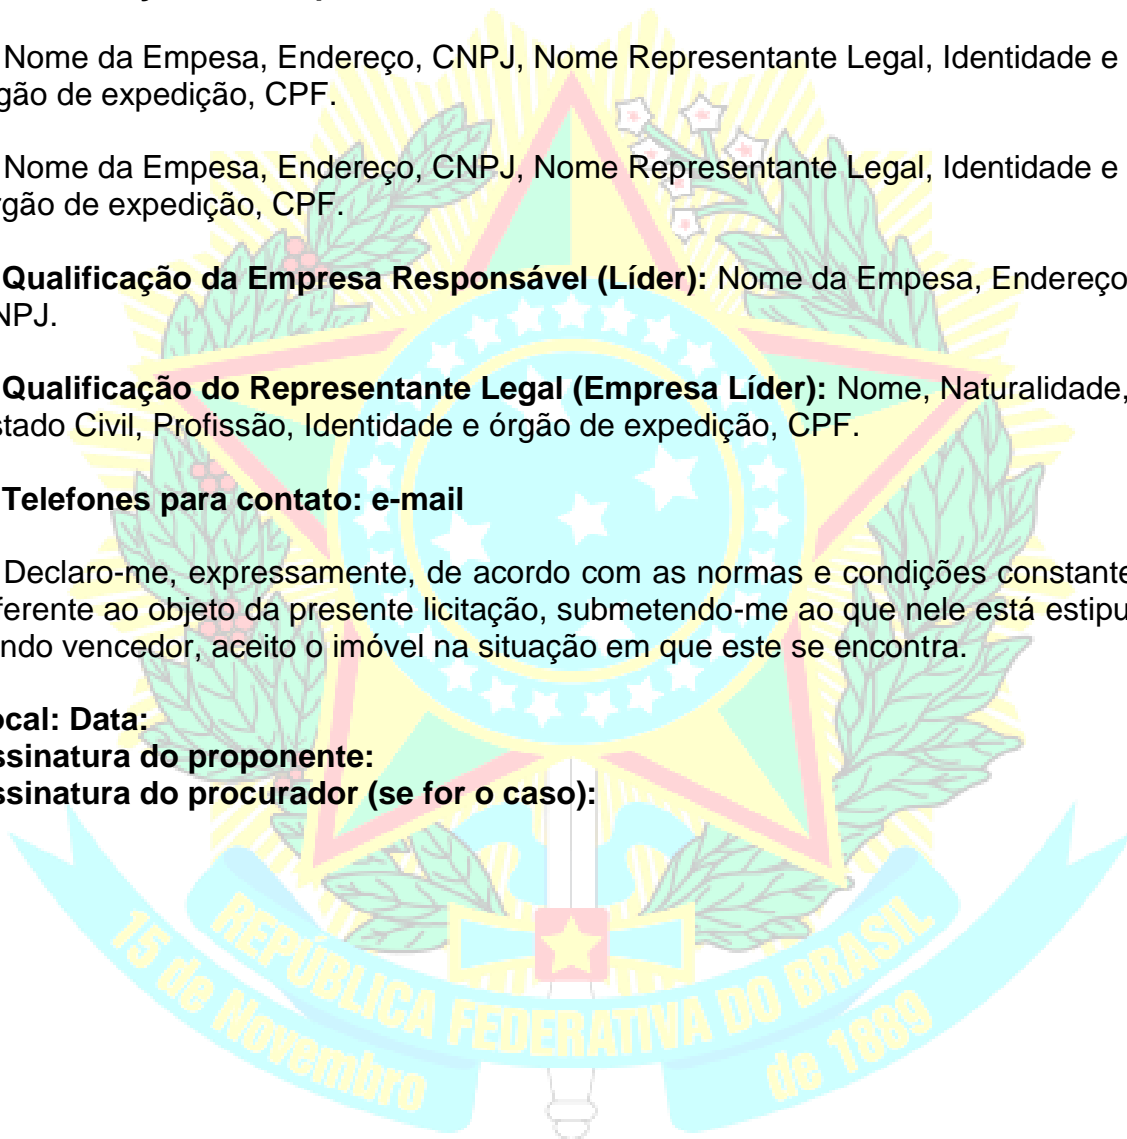 Nome da Empesa, Endereço, CNPJ, Nome Representante Legal, Identidade e
gão de expedição, CPF.
Nome da Empesa, Endereço, CNPJ, Nome Representante Legal, Identidade e
rgão de expedição, CPF.
Qualificação da Empresa Responsável (Líder): Nome da Empesa, Endereço
NPJ.
Qualificação do Representante Legal (Empresa Líder): Nome, Naturalidade,
stado Civil, Profissão, Identidade e órgão de expedição, CPF.
Telefones para contato: e-mail
Declaro-me, expressamente, de acordo com as normas e condições constante
ferente ao objeto da presente licitação, submetendo-me ao que nele está estipu
ndo vencedor, aceito o imóvel na situação em que este se encontra.
ocal: Data:
ssinatura do proponente:
ssinatura do procurador (se for o caso):
REPÚBLICA FEDERATIVA DO BRASIL
15 de Novembro de 1889